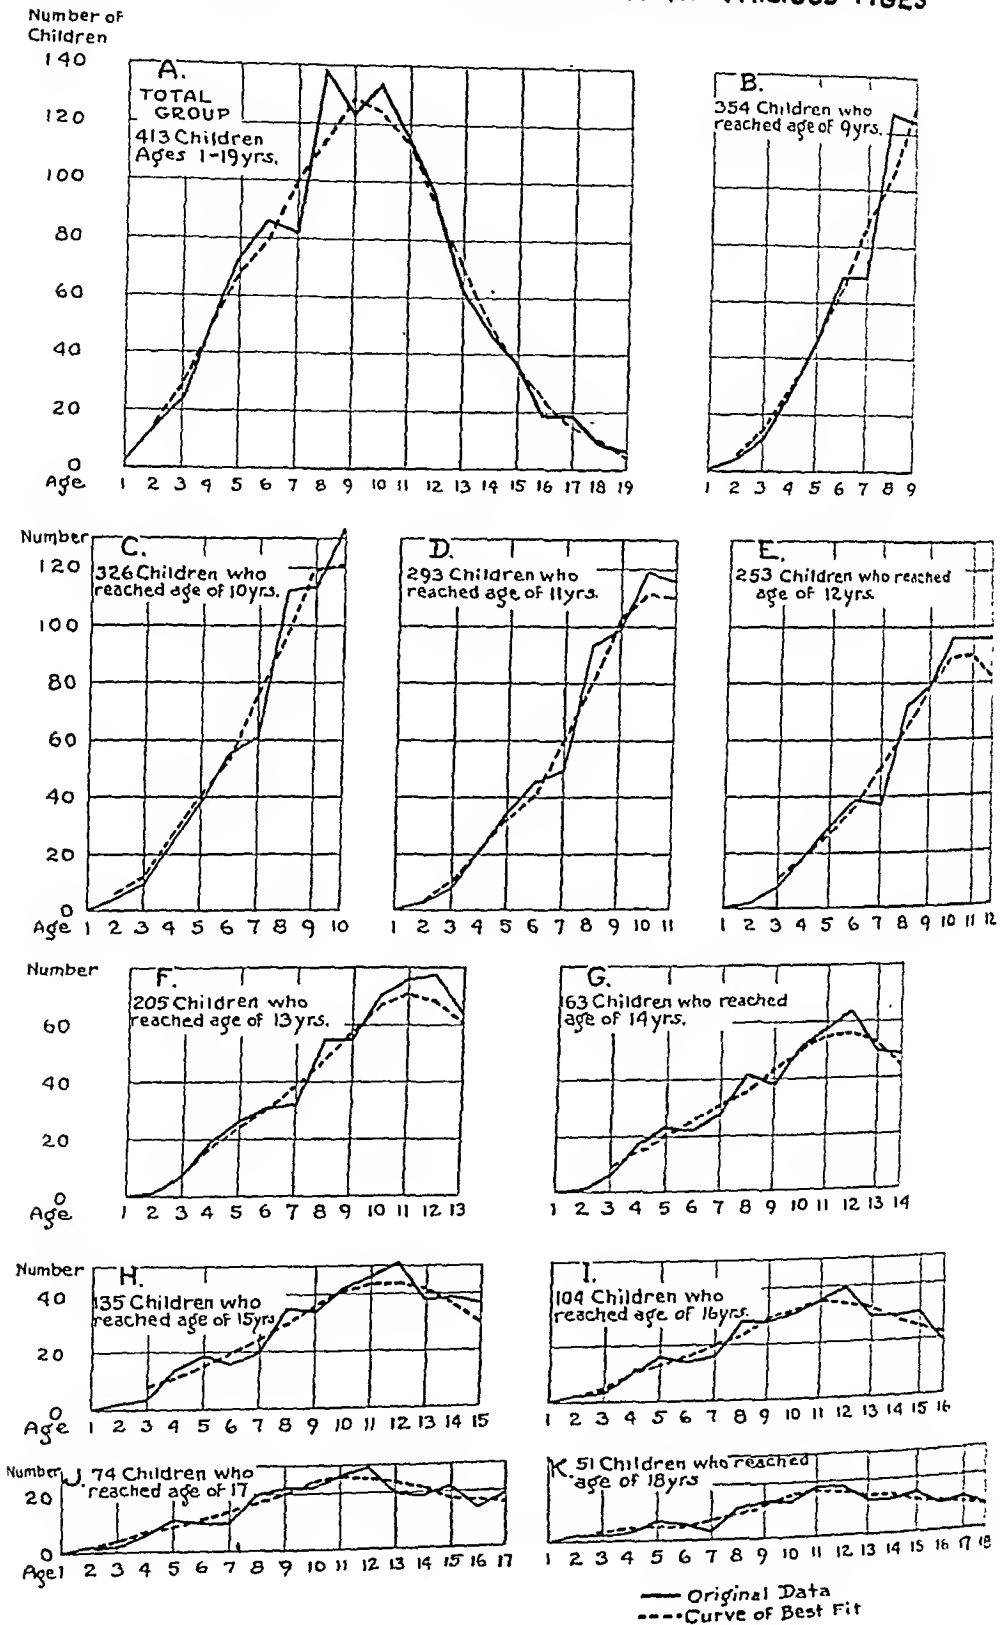 VARIOUS AGES
Number of
Children
140
120
100
80
60
40
20
0
Age 1 2 3 4 5 6 7 8 9 10 11 12 13 14 15 16 17 18 19
A.
TOTAL
GROUP
413 Children
Ages 1-19 yrs.
B.
354 Children who
reached age of 9 yrs.
1 2 3 4 5 6 7 8 9
Number
120
100
80
60
40
20
0
C.
326 Children who
reached age of 10 yrs.
Age 1 2 3 4 5 6 7 8 9 10
D.
293 Children who
reached age of 11 yrs.
1 2 3 4 5 6 7 8 9 10 11
E.
253 Children who reached
age of 12 yrs.
1 2 3 4 5 6 7 8 9 10 11 12
Number
60
40
20
0
F.
205 Children who
reached age of 13 yrs.
Age 1 2 3 4 5 6 7 8 9 10 11 12 13
G.
163 Children who reached
age of 14 yrs.
1 2 3 4 5 6 7 8 9 10 11 12 13 14
Number
40
20
0
H.
135 Children who
reached age of 15 yrs
Age 1 2 3 4 5 6 7 8 9 10 11 12 13 14 15
I.
104 Children who
reached age of 16 yrs.
1 2 3 4 5 6 7 8 9 10 11 12 13 14 15 16
Number
20
0
J. 74 Children who
reached age of 17
Age 1 2 3 4 5 6 7 8 9 10 11 12 13 14 15 16 17
K. 51 Children who reached
age of 18 yrs
1 2 3 4 5 6 7 8 9 10 11 12 13 14 15 16 17 18
Original Data
Curve of Best Fit